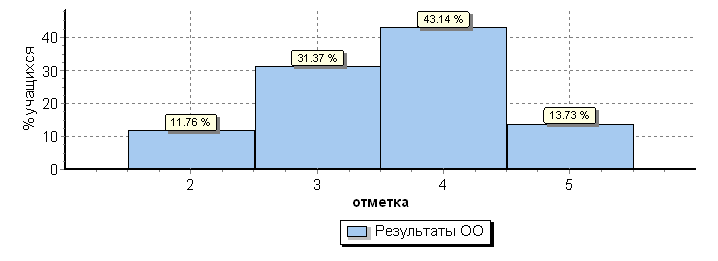 % учащихся
40
30
20
10
0
11.76 %
31.37 %
43.14 %
13.73 %
2 3 4 5
отметка
Результаты ОО